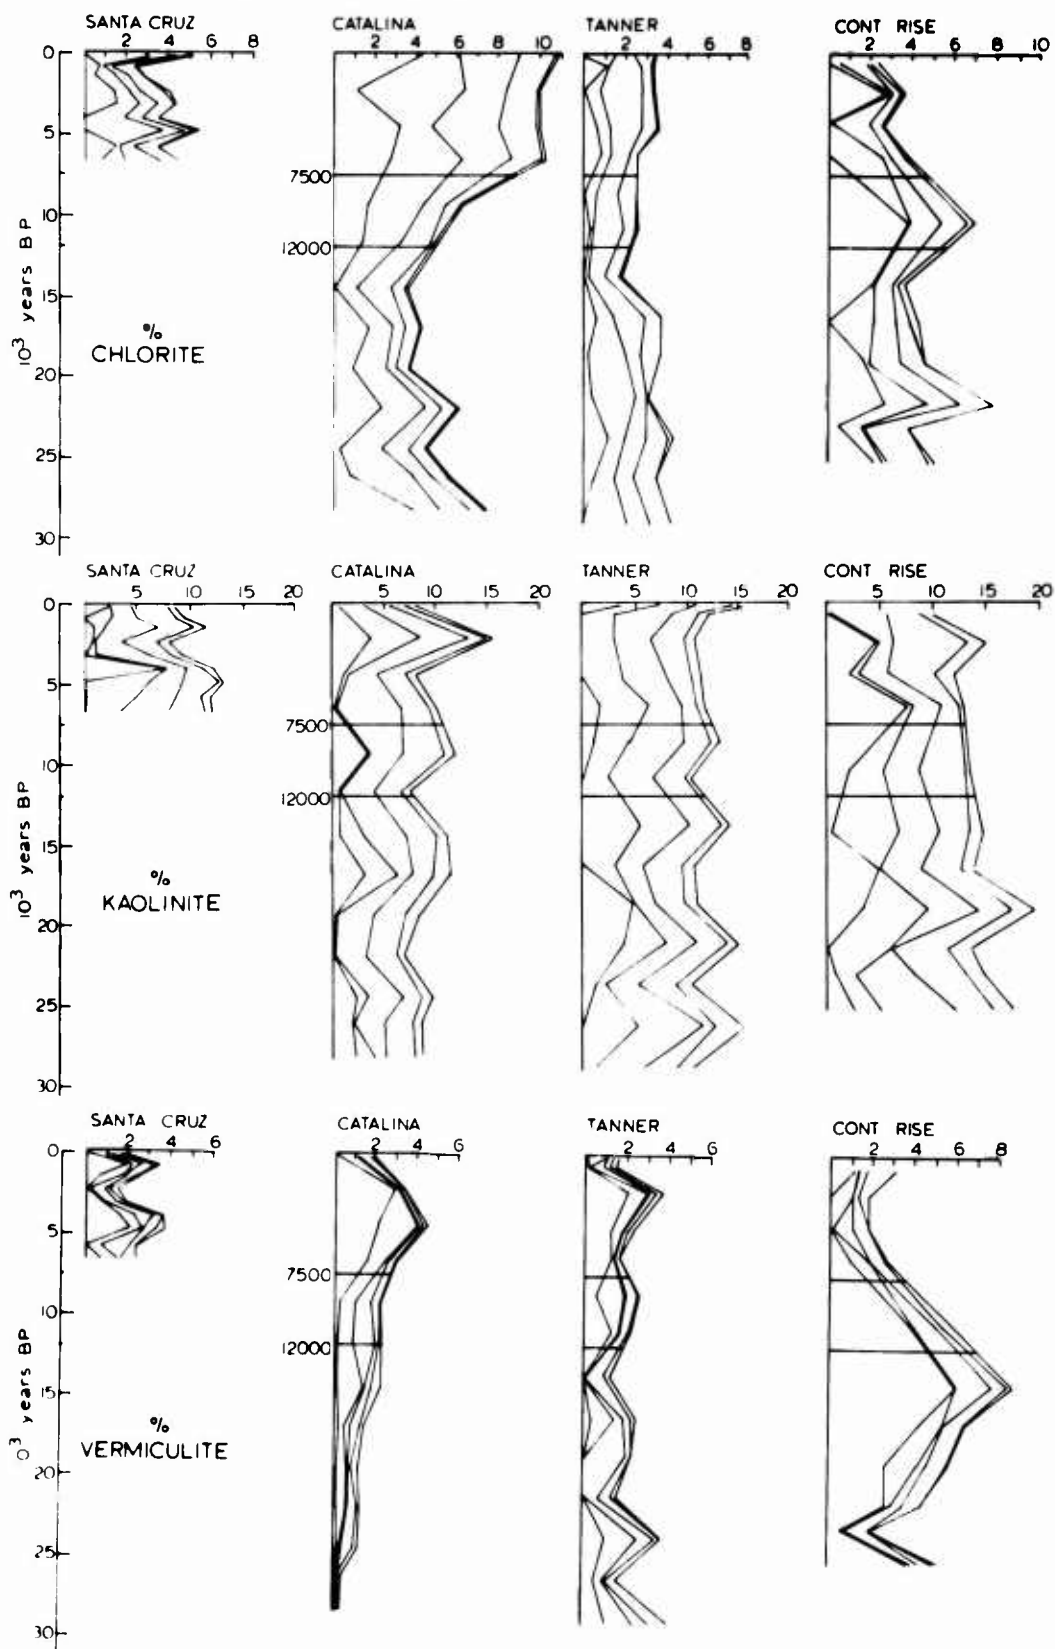 SANTA CRUZ CATALINA TANNER CONT RISE
2 4 6 8 2 4 6 8 10 2 4 6 8 2 4 6 8 10
0
5
7500
10
12000
15
20
25
30
10³ years BP
% CHLORITE
SANTA CRUZ CATALINA TANNER CONT RISE
5 10 15 20 5 10 15 20 5 10 15 20 5 10 15 20
0
5
7500
10
12000
15
20
25
30
10³ years BP
% KAOLINITE
SANTA CRUZ CATALINA TANNER CONT RISE
2 4 6 2 4 6 2 4 6 2 4 6 8
0
5
7500
10
12000
15
20
25
30
0³ years BP
% VERMICULITE